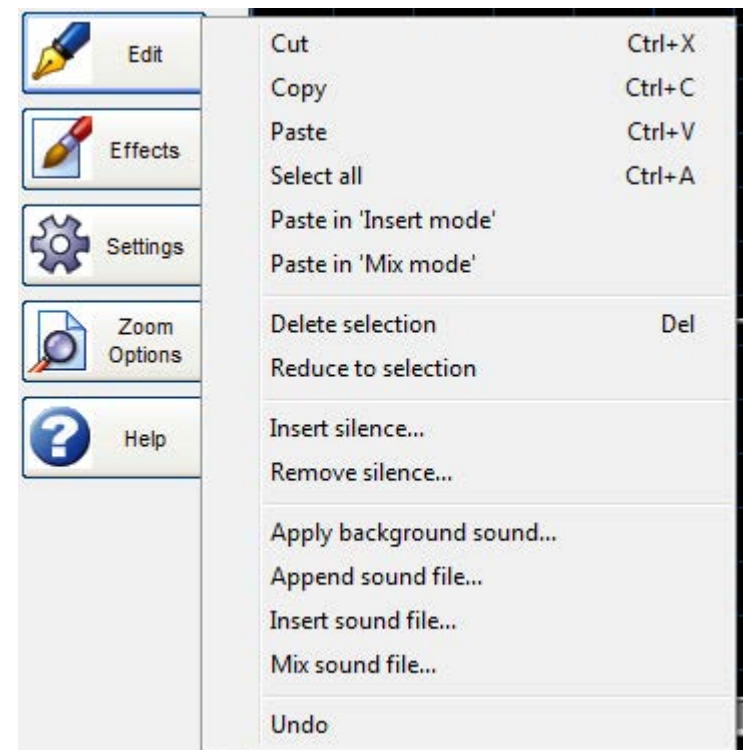 Edit
Effects
Settings
Zoom
Options
Help
Cut Ctrl+X
Copy Ctrl+C
Paste Ctrl+V
Select all Ctrl+A
Paste in 'Insert mode'
Paste in 'Mix mode'
Delete selection Del
Reduce to selection
Insert silence...
Remove silence...
Apply background sound...
Append sound file...
Insert sound file...
Mix sound file...
Undo